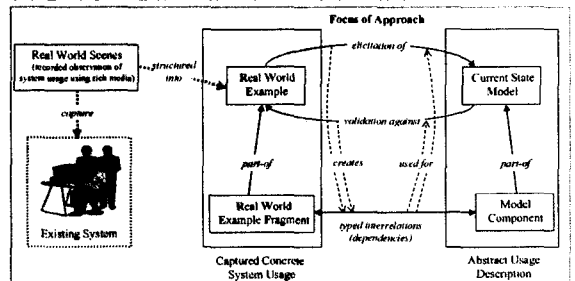 Focus of Approach
Real World Scenes
(recorded observation of
system usage using rich media)
structured
into
capture
Existing System
Real World
Example
elicitation of
Current State
Model
validation against
part-of
creates
used for
part-of
Real World
Example Fragment
typed interrelations
(dependencies)
Model
Component
Captured Concrete
System Usage
Abstract Usage
Description